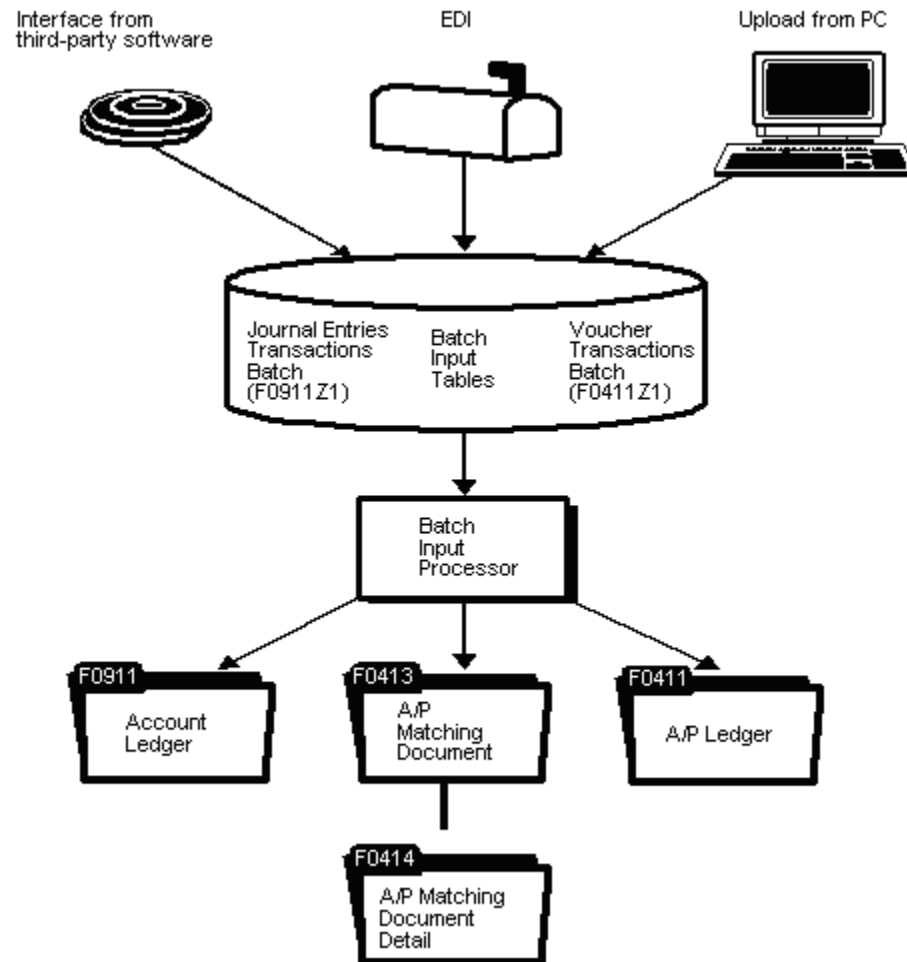 Interface from
third-party software
EDI
Upload from PC
Journal Entries
Transactions
Batch
(F0911Z1)
Batch
Input
Tables
Voucher
Transactions
Batch
(F0411Z1)
Batch
Input
Processor
F0911
Account
Ledger
F0413
A/P
Matching
Document
F0411
A/P Ledger
F0414
A/P Matching
Document
Detail